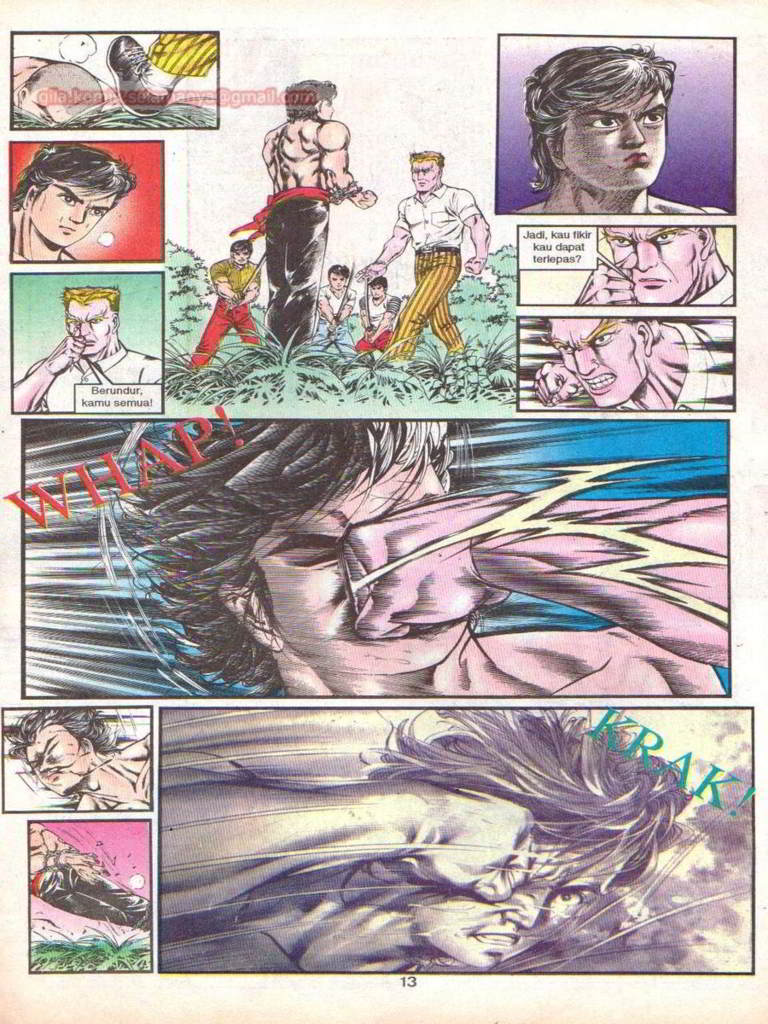 Berundur,
kamu semua!
Jadi, kau fikir
kau dapat
terlepas?
WHAP!
KRAK!
13